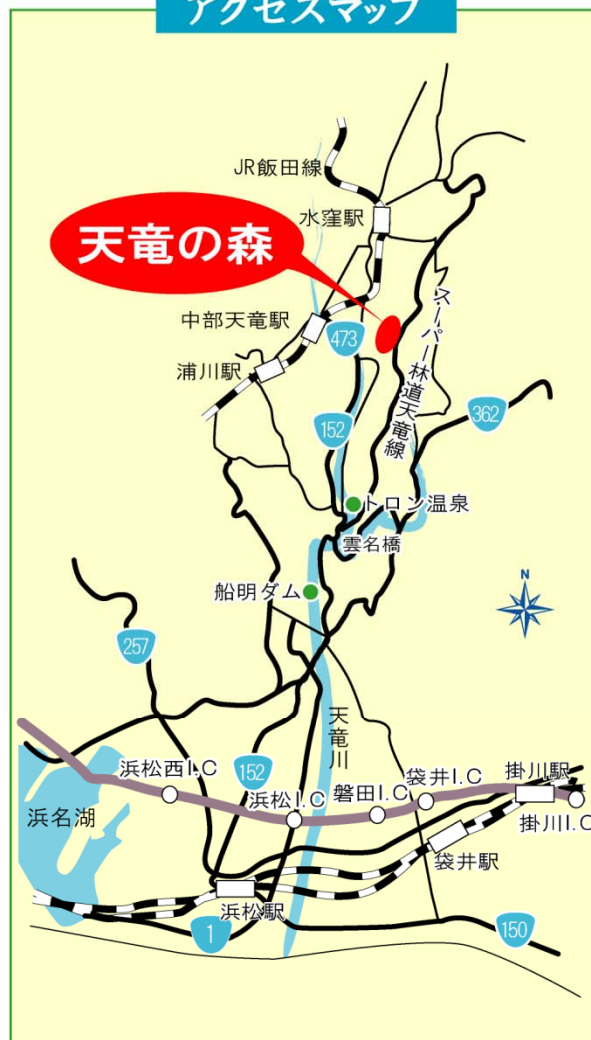 アクセスマップ
JR飯田線
水窪駅
天竜の森
中部天竜駅
473
浦川駅
スーパー林道天竜線
152
362
トロン温泉
雲名橋
船明ダム
N
257
天竜川
浜松西I.C
152
浜松I.C
磐田I.C
袋井I.C
掛川駅
浜名湖
掛川I.C
袋井駅
浜松駅
1
150